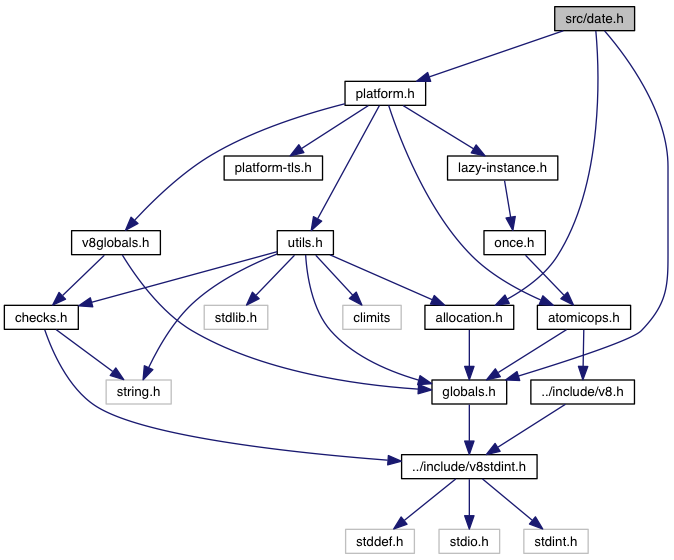 src/date.h
platform.h
platform-tls.h
lazy-instance.h
v8globals.h
utils.h
once.h
checks.h
stdlib.h
climits
allocation.h
atomicops.h
string.h
globals.h
../include/v8.h
../include/v8stdint.h
stddef.h
stdio.h
stdint.h